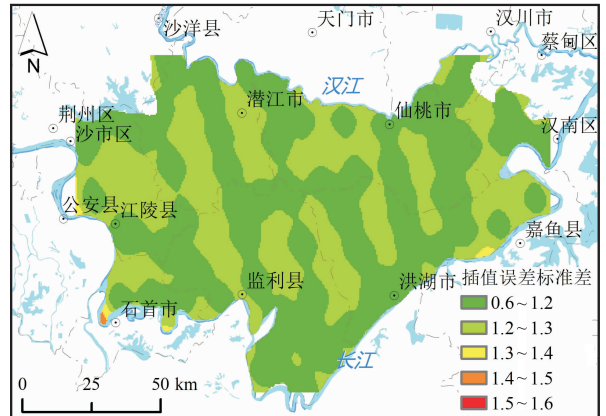 沙洋县
天门市
汉川市
蔡甸区
N
汉江
潜江市
仙桃市
荆州区
沙市区
汉南区
公安县
江陵县
嘉鱼县
监利县
洪湖市
石首市
长江
插值误差标准差
0.6~1.2
1.2~1.3
1.3~1.4
1.4~1.5
1.5~1.6
0 25 50 km